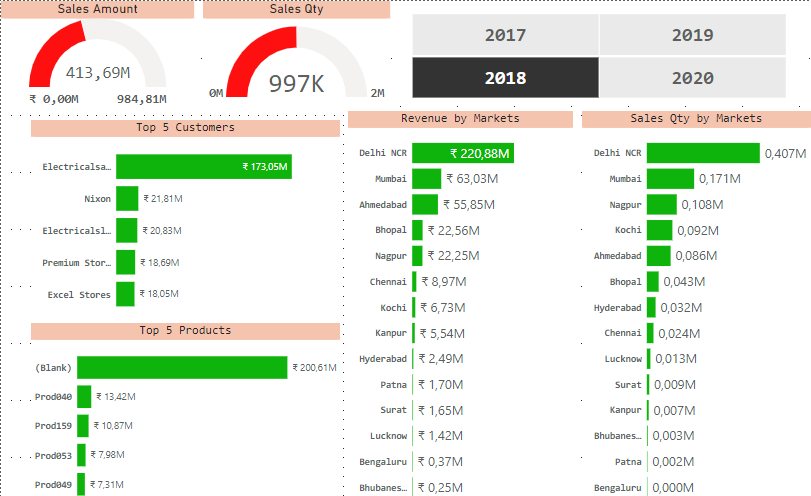 Sales Amount
413,69M
₹ 0,00M
984,81M
Sales Qty
997K
0M
2M
2017
2019
2018
2020
Top 5 Customers
Electricalsa…
₹ 173,05M
Nixon
₹ 21,81M
Electricalsl…
₹ 20,83M
Premium Stor…
₹ 18,69M
Excel Stores
₹ 18,05M
Top 5 Products
(Blank)
₹ 200,61M
Prod040
₹ 13,42M
Prod159
₹ 10,87M
Prod053
₹ 7,98M
Prod049
₹ 7,31M
Revenue by Markets
Delhi NCR
₹ 220,88M
Mumbai
₹ 63,03M
Ahmedabad
₹ 55,85M
Bhopal
₹ 22,56M
Nagpur
₹ 22,25M
Chennai
₹ 8,97M
Kochi
₹ 6,73M
Kanpur
₹ 5,54M
Hyderabad
₹ 2,49M
Patna
₹ 1,70M
Surat
₹ 1,65M
Lucknow
₹ 1,42M
Bengaluru
₹ 0,37M
Bhubanes…
₹ 0,25M
Sales Qty by Markets
Delhi NCR
0,407M
Mumbai
0,171M
Nagpur
0,108M
Kochi
0,092M
Ahmedabad
0,086M
Bhopal
0,043M
Hyderabad
0,032M
Chennai
0,024M
Lucknow
0,013M
Surat
0,009M
Kanpur
0,007M
Bhubanes…
0,003M
Patna
0,002M
Bengaluru
0,000M